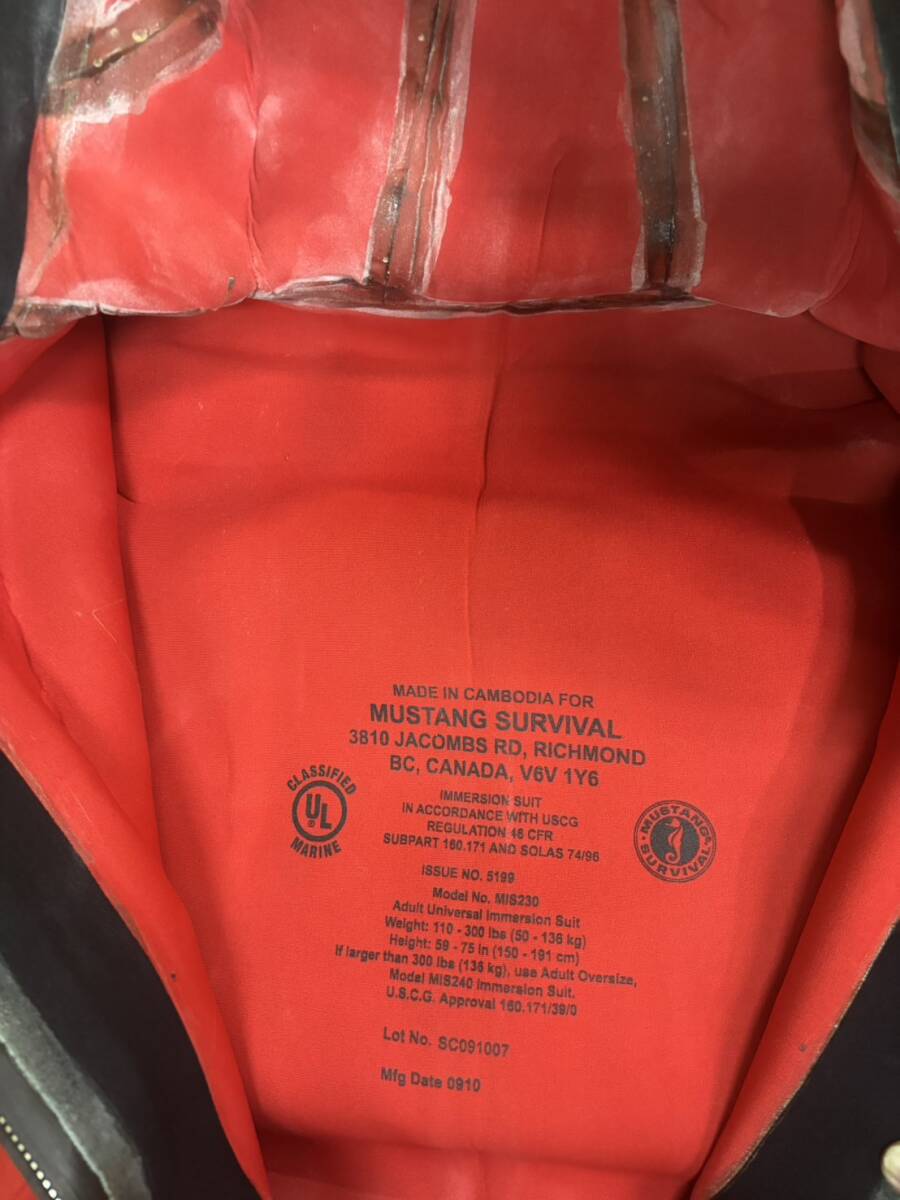 MADE IN CAMBODIA FOR
MUSTANG SURVIVAL
3810 JACOMBS RD, RICHMOND
BC, CANADA, V6V 1Y6
CLASSIFIED
UL
MARINE
IMMERSION SUIT
IN ACCORDANCE WITH USCG
REGULATION 46 CFR
SUBPART 160.171 AND SOLAS 74/96
MUSTANG
SURVIVAL
ISSUE NO. 5199
Model No. MIS230
Adult Universal Immersion Suit
Weight: 110 - 300 lbs (50 - 136 kg)
Height: 59 - 75 in (150 - 191 cm)
If larger than 300 lbs (136 kg), use Adult Oversize,
Model MIS240 Immersion Suit.
U.S.C.G. Approval 160.171/39/0
Lot No. SC091007
Mfg Date 0910